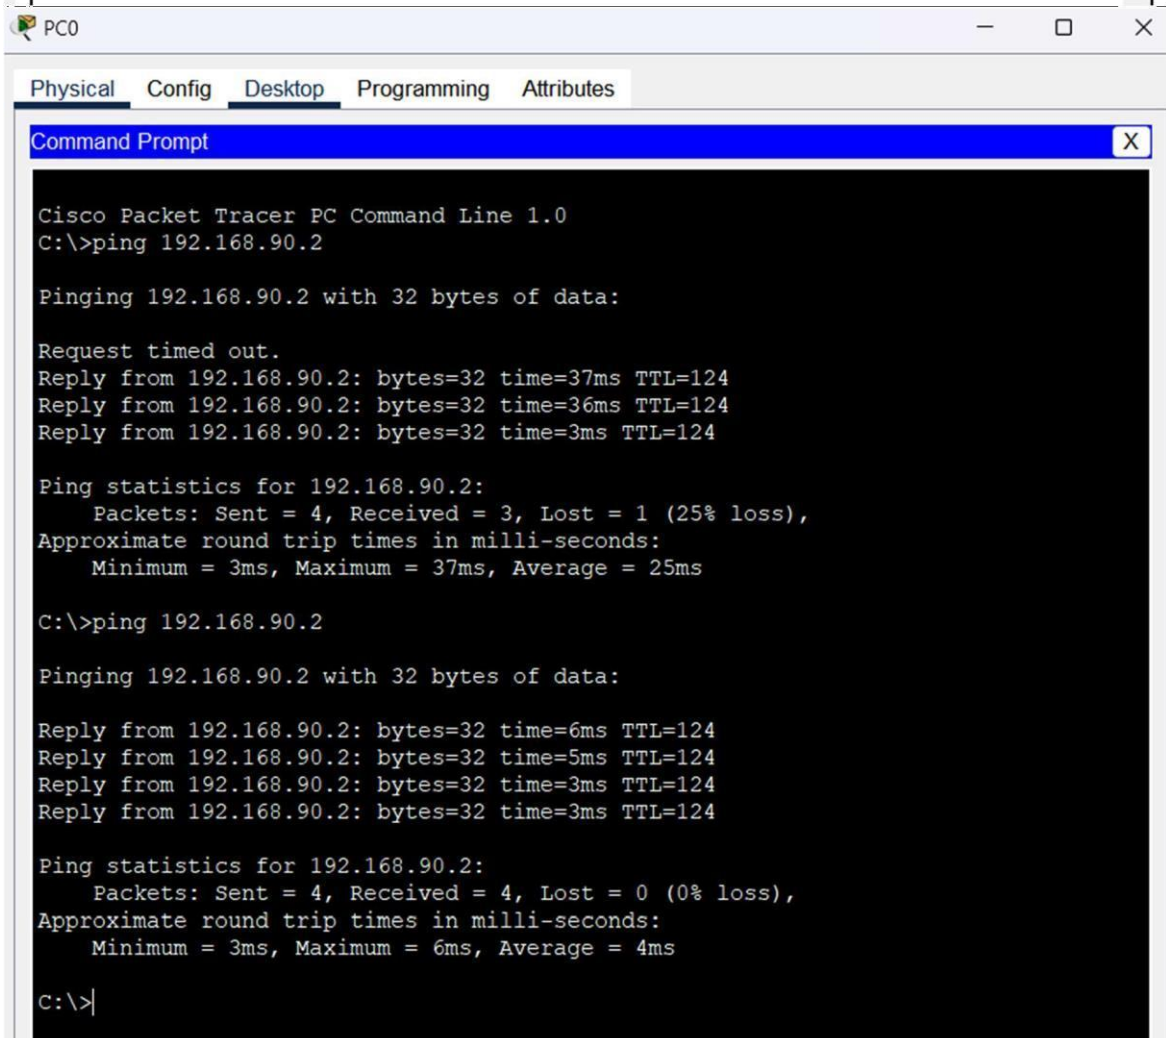 PC0
Physical Config Desktop Programming Attributes
Command Prompt
X
Cisco Packet Tracer PC Command Line 1.0
C:\>ping 192.168.90.2
Pinging 192.168.90.2 with 32 bytes of data:
Request timed out.
Reply from 192.168.90.2: bytes=32 time=37ms TTL=124
Reply from 192.168.90.2: bytes=32 time=36ms TTL=124
Reply from 192.168.90.2: bytes=32 time=3ms TTL=124
Ping statistics for 192.168.90.2:
Packets: Sent = 4, Received = 3, Lost = 1 (25% loss),
Approximate round trip times in milli-seconds:
Minimum = 3ms, Maximum = 37ms, Average = 25ms
C:\>ping 192.168.90.2
Pinging 192.168.90.2 with 32 bytes of data:
Reply from 192.168.90.2: bytes=32 time=6ms TTL=124
Reply from 192.168.90.2: bytes=32 time=5ms TTL=124
Reply from 192.168.90.2: bytes=32 time=3ms TTL=124
Reply from 192.168.90.2: bytes=32 time=3ms TTL=124
Ping statistics for 192.168.90.2:
Packets: Sent = 4, Received = 4, Lost = 0 (0% loss),
Approximate round trip times in milli-seconds:
Minimum = 3ms, Maximum = 6ms, Average = 4ms
C:\>